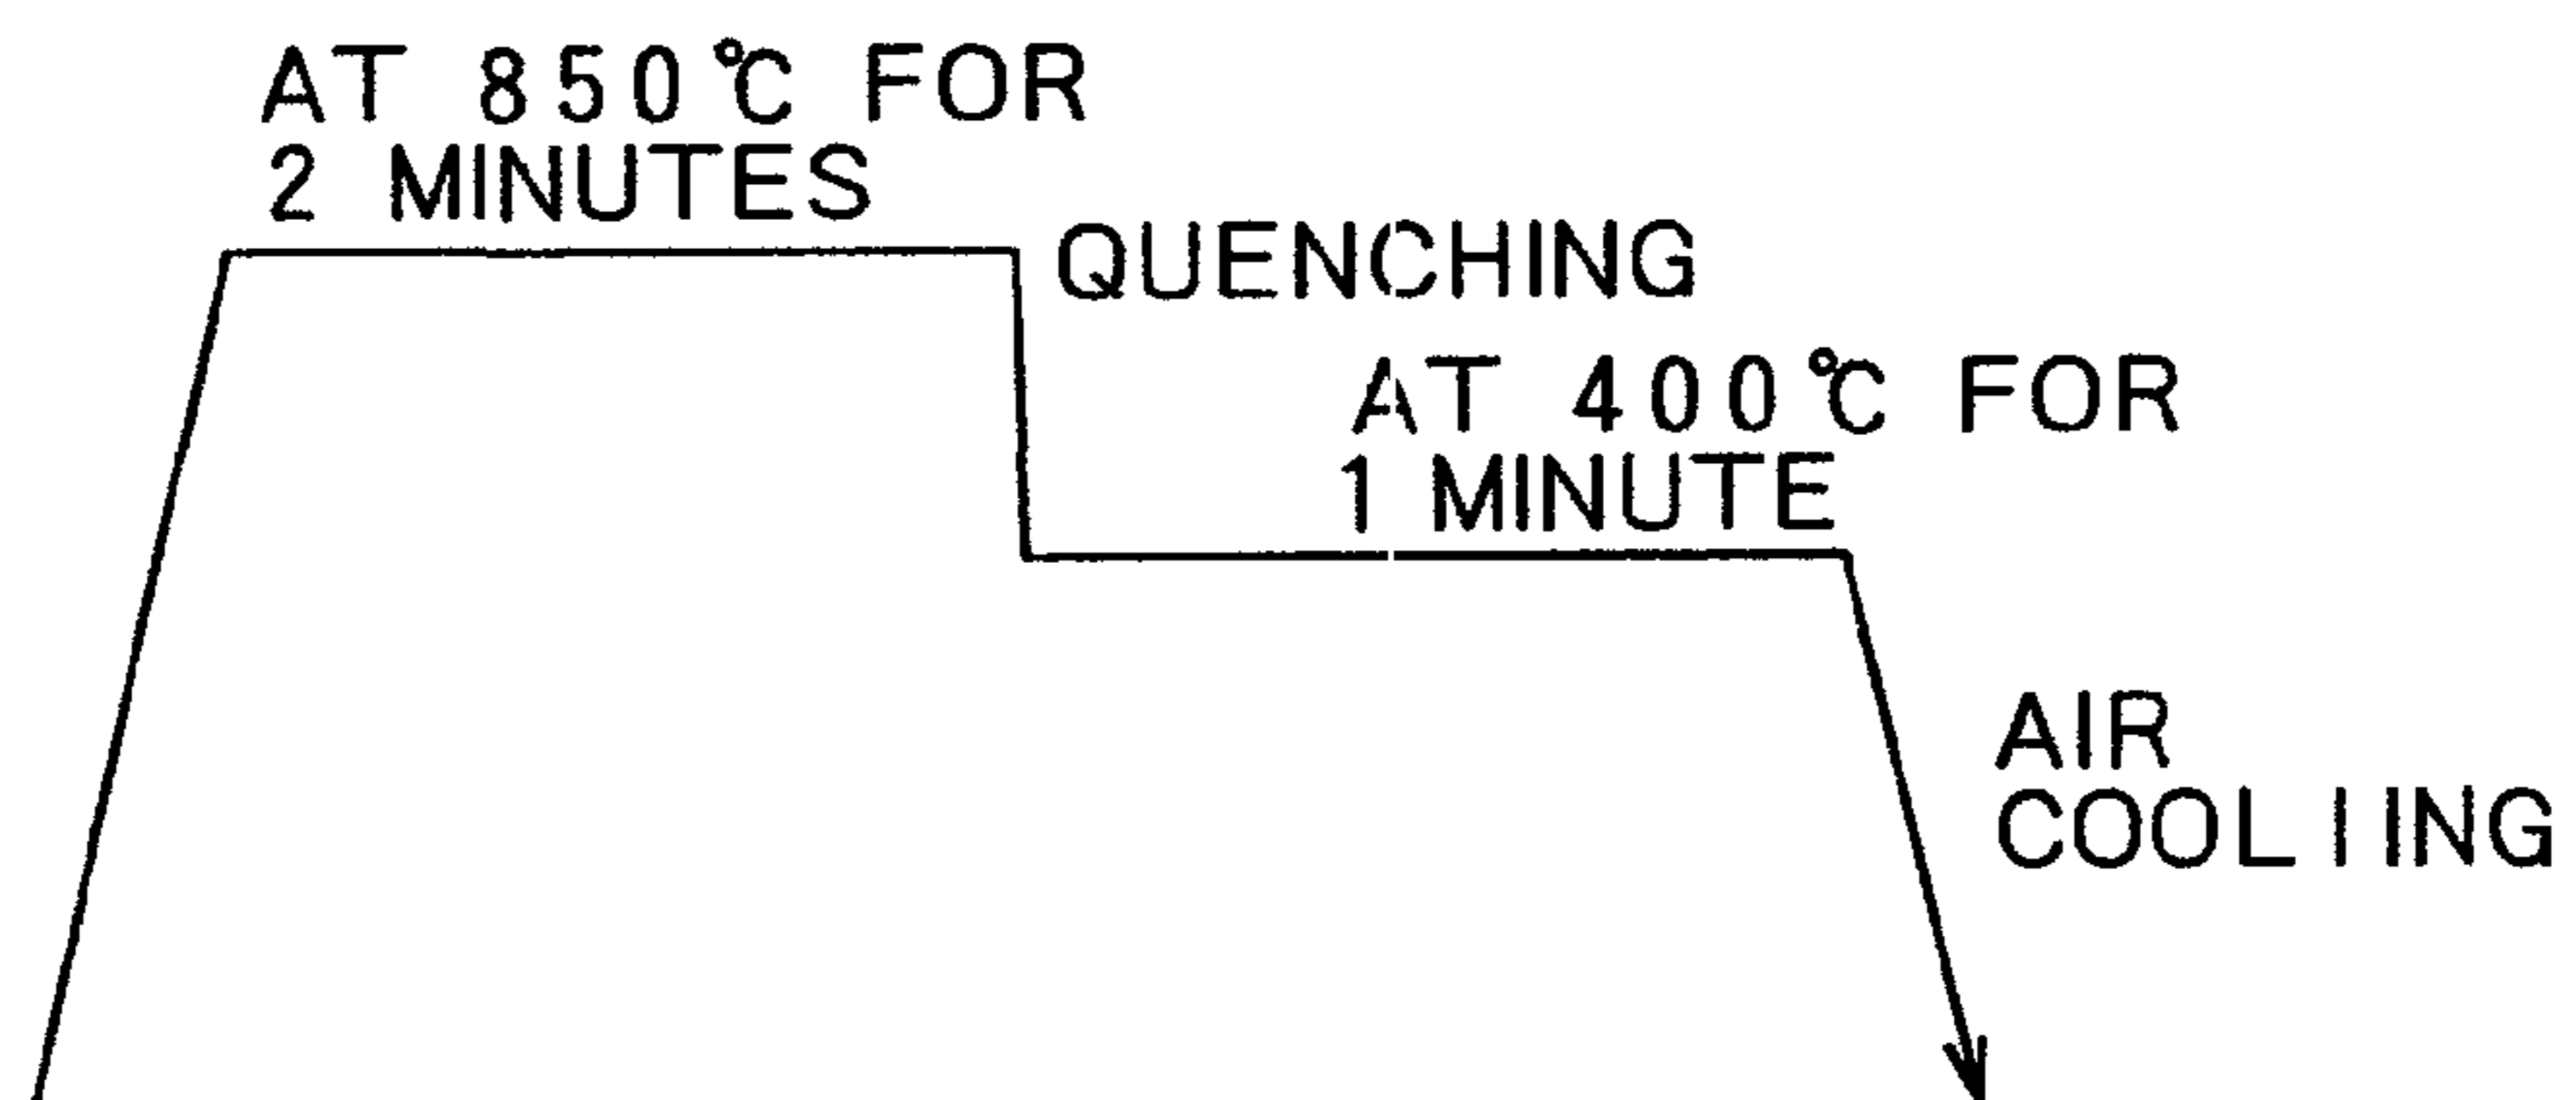 AT 850℃ FOR
2 MINUTES
QUENCHING
AT 400℃ FOR
1 MINUTE
AIR
COOLIING